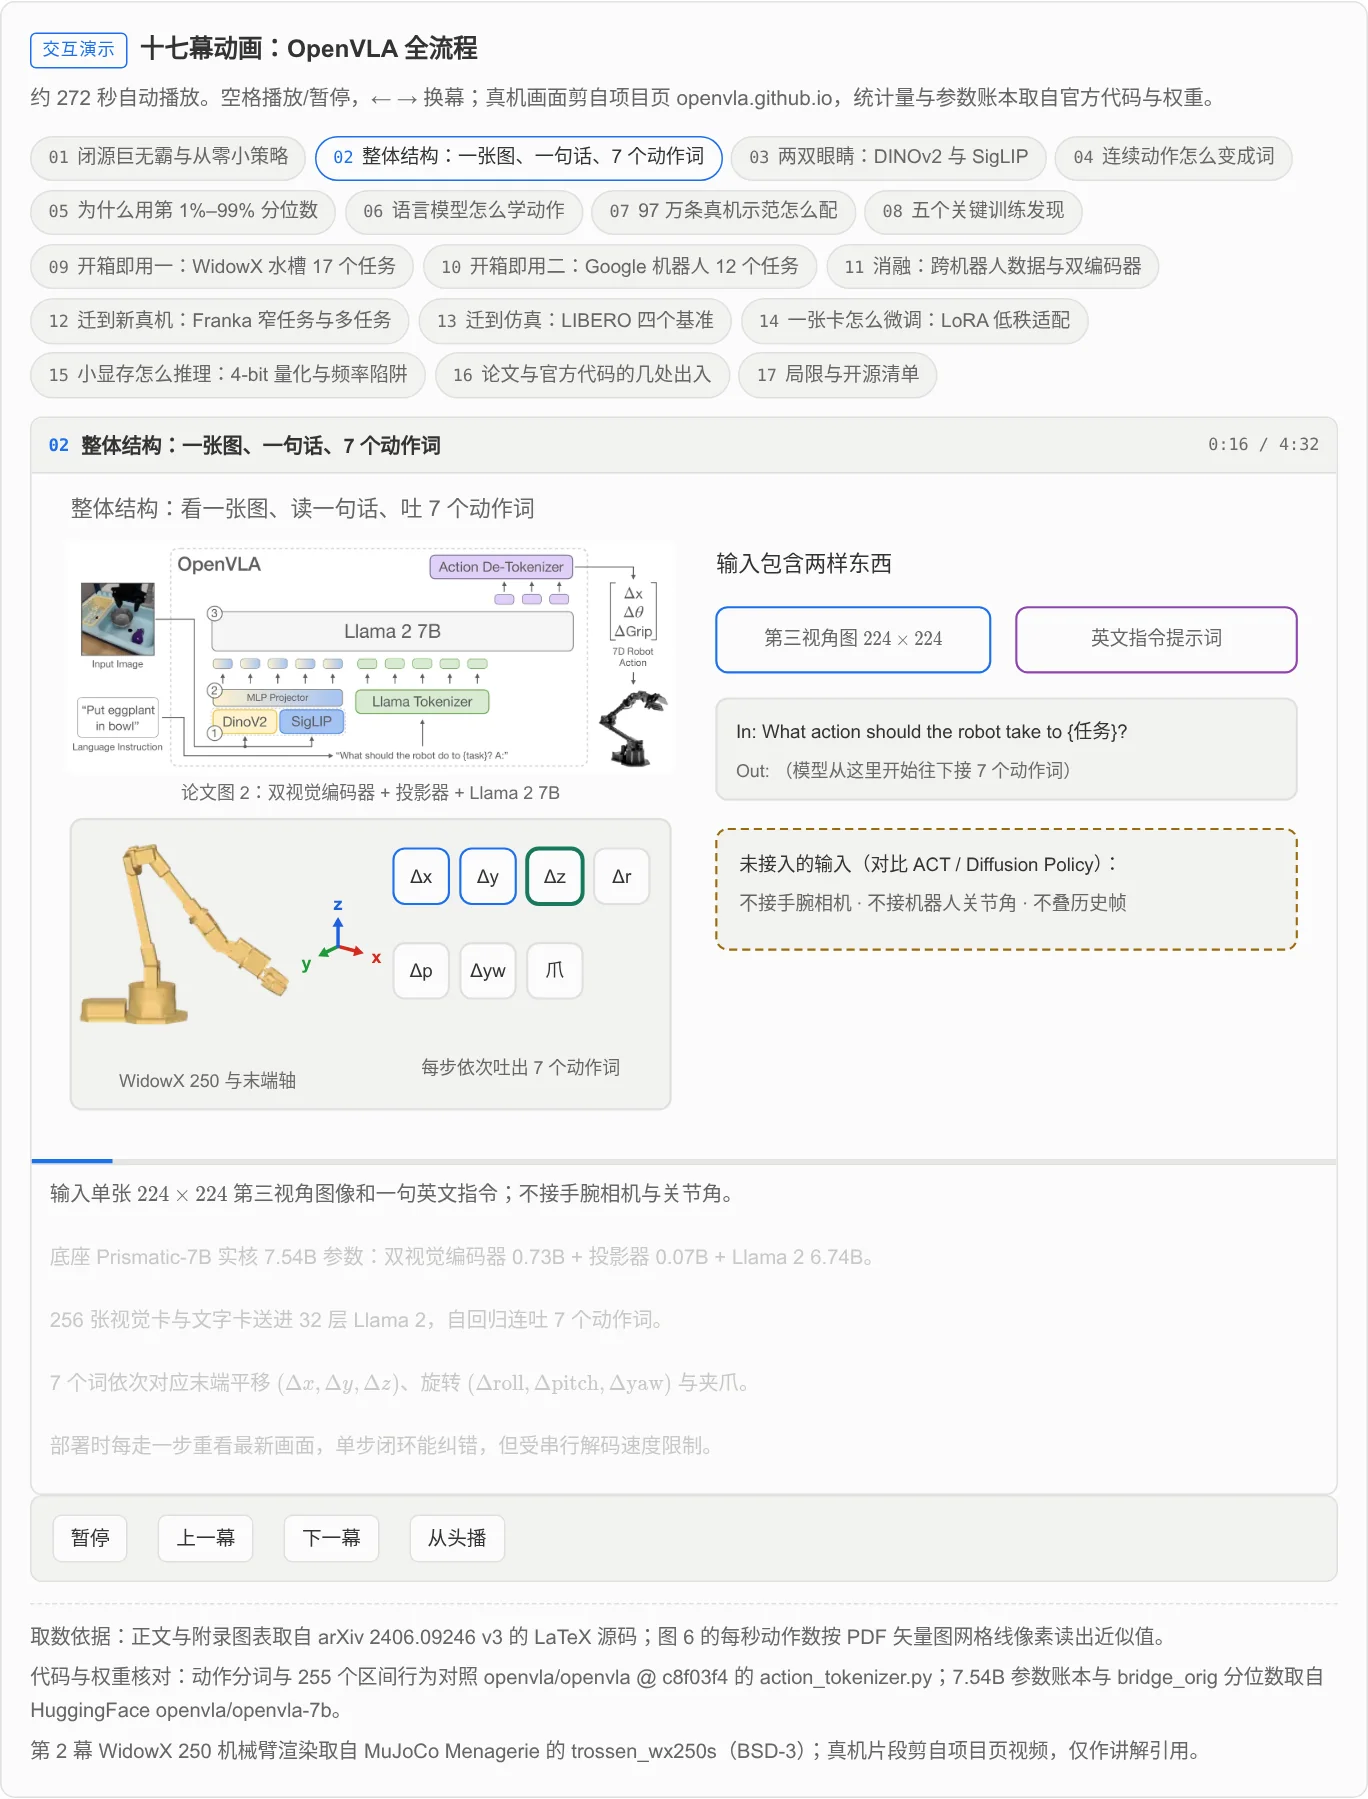 交互演示 十七幕动画：OpenVLA 全流程
约 272 秒自动播放。空格播放/暂停，← → 换幕；真机画面剪自项目页 openvla.github.io，统计量与参数账本取自官方代码与权重。
01 闭源巨无霸与从零小策略 02 整体结构：一张图、一句话、7 个动作词 03 两双眼睛：DINOv2 与 SigLIP 04 连续动作怎么变成词
05 为什么用第 1%–99% 分位数 06 语言模型怎么学动作 07 97 万条真机示范怎么配 08 五个关键训练发现
09 开箱即用一：WidowX 水槽 17 个任务 10 开箱即用二：Google 机器人 12 个任务 11 消融：跨机器人数据与双编码器
12 迁到新真机：Franka 窄任务与多任务 13 迁到仿真：LIBERO 四个基准 14 一张卡怎么微调：LoRA 低秩适配
15 小显存怎么推理：4-bit 量化与频率陷阱 16 论文与官方代码的几处出入 17 局限与开源清单
02 整体结构：一张图、一句话、7 个动作词 0:16 / 4:32
整体结构：看一张图、读一句话、吐 7 个动作词
OpenVLA
Action De-Tokenizer
Δx
Δθ
ΔGrip
7D Robot
Action
3
Llama 2 7B
Input Image
2
MLP Projector
Llama Tokenizer
1
DinoV2 SigLIP
"Put eggplant
in bowl"
Language Instruction
"What should the robot do to {task}? A:"
论文图 2：双视觉编码器 + 投影器 + Llama 2 7B
z
y
x
Δx Δy Δz Δr
Δp Δyw 爪
WidowX 250 与末端轴
每步依次吐出 7 个动作词
输入包含两样东西
第三视角图 224 × 224 英文指令提示词
In: What action should the robot take to {任务}?
Out: （模型从这里开始往下接 7 个动作词）
未接入的输入（对比 ACT / Diffusion Policy）：
不接手腕相机 · 不接机器人关节角 · 不叠历史帧
输入单张 224 × 224 第三视角图像和一句英文指令；不接手腕相机与关节角。
底座 Prismatic-7B 实核 7.54B 参数：双视觉编码器 0.73B + 投影器 0.07B + Llama 2 6.74B。
256 张视觉卡与文字卡送进 32 层 Llama 2，自回归连吐 7 个动作词。
7 个词依次对应末端平移 (Δx, Δy, Δz)、旋转 (Δroll, Δpitch, Δyaw) 与夹爪。
部署时每走一步重看最新画面，单步闭环能纠错，但受串行解码速度限制。
暂停 上一幕 下一幕 从头播
取数依据：正文与附录图表取自 arXiv 2406.09246 v3 的 LaTeX 源码；图 6 的每秒动作数按 PDF 矢量图网格线像素读出近似值。
代码与权重核对：动作分词与 255 个区间行为对照 openvla/openvla @ c8f03f4 的 action_tokenizer.py；7.54B 参数账本与 bridge_orig 分位数取自
HuggingFace openvla/openvla-7b。
第 2 幕 WidowX 250 机械臂渲染取自 MuJoCo Menagerie 的 trossen_wx250s（BSD-3）；真机片段剪自项目页视频，仅作讲解引用。